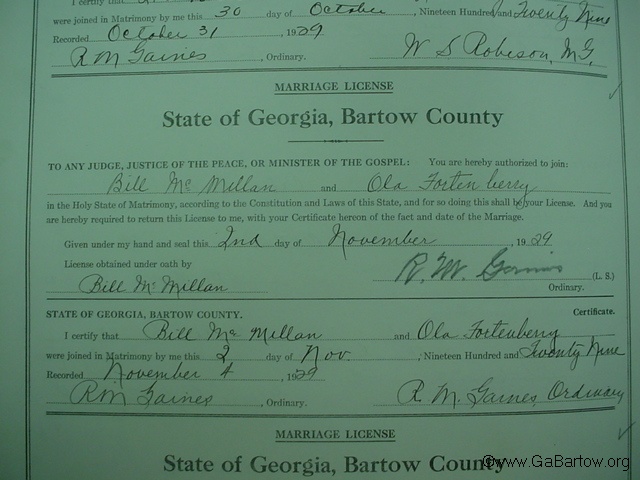 I certify that
were joined in Matrimony by me this 30 day of October, Nineteen Hundred and Twenty Nine
Recorded October 31 1929
R M Gaines, Ordinary. W S Robeson, M.G.
MARRIAGE LICENSE
State of Georgia, Bartow County
TO ANY JUDGE, JUSTICE OF THE PEACE, OR MINISTER OF THE GOSPEL: You are hereby authorized to join:
Bill McMillan and Ola Fortenberry
in the Holy State of Matrimony, according to the Constitution and Laws of this State, and for so doing this shall be your License. And you
are hereby required to return this License to me, with your Certificate hereon of the fact and date of the Marriage.
Given under my hand and seal this 2nd day of November, 1929
License obtained under oath by R. M. Gaines (L. S.)
Bill McMillan Ordinary.
STATE OF GEORGIA, BARTOW COUNTY. Certificate.
I certify that Bill McMillan and Ola Fortenberry
were joined in Matrimony by me this 2 day of Nov., Nineteen Hundred and Twenty Nine
Recorded November 4, 1929
R M Gaines, Ordinary. R. M. Gaines, Ordinary
MARRIAGE LICENSE
State of Georgia, Bartow County
©www.GaBartow.org